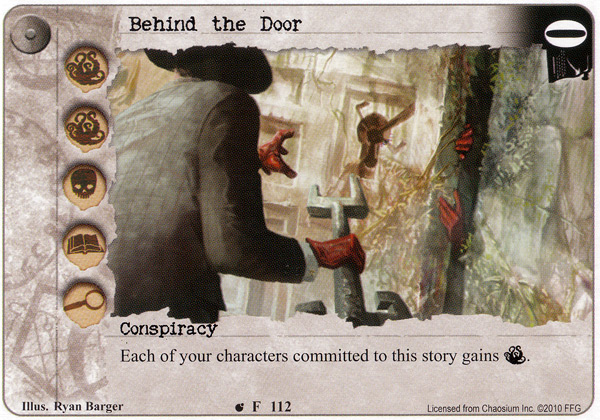 Behind the Door
0
Conspiracy
Each of your characters committed to this story gains .
Illus. Ryan Barger
F 112
Licensed from Chaosium Inc. ©2010 FFG